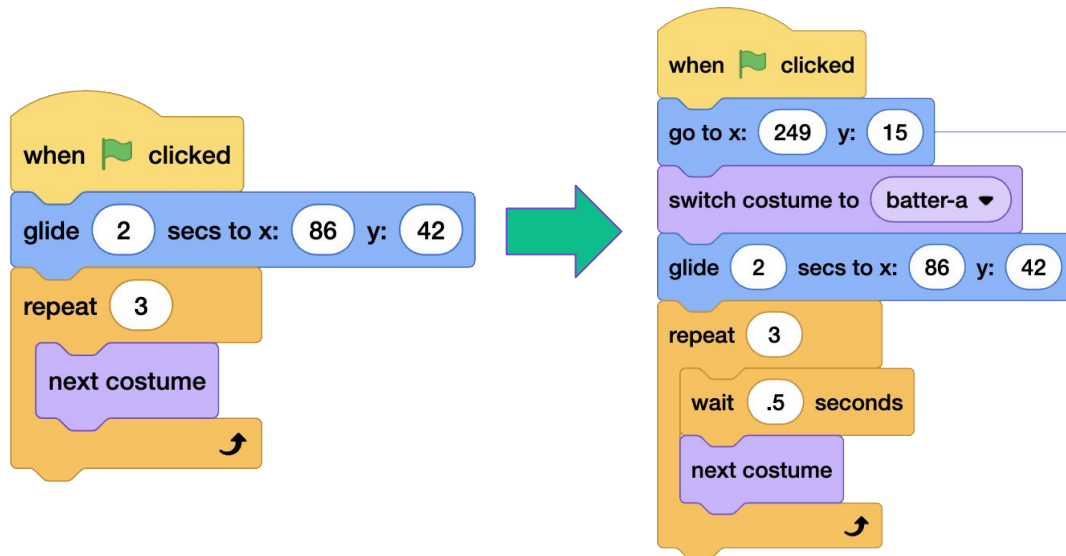 when clicked
glide 2 secs to x: 86 y: 42
repeat 3
next costume
when clicked
go to x: 249 y: 15
switch costume to batter-a
glide 2 secs to x: 86 y: 42
repeat 3
wait .5 seconds
next costume